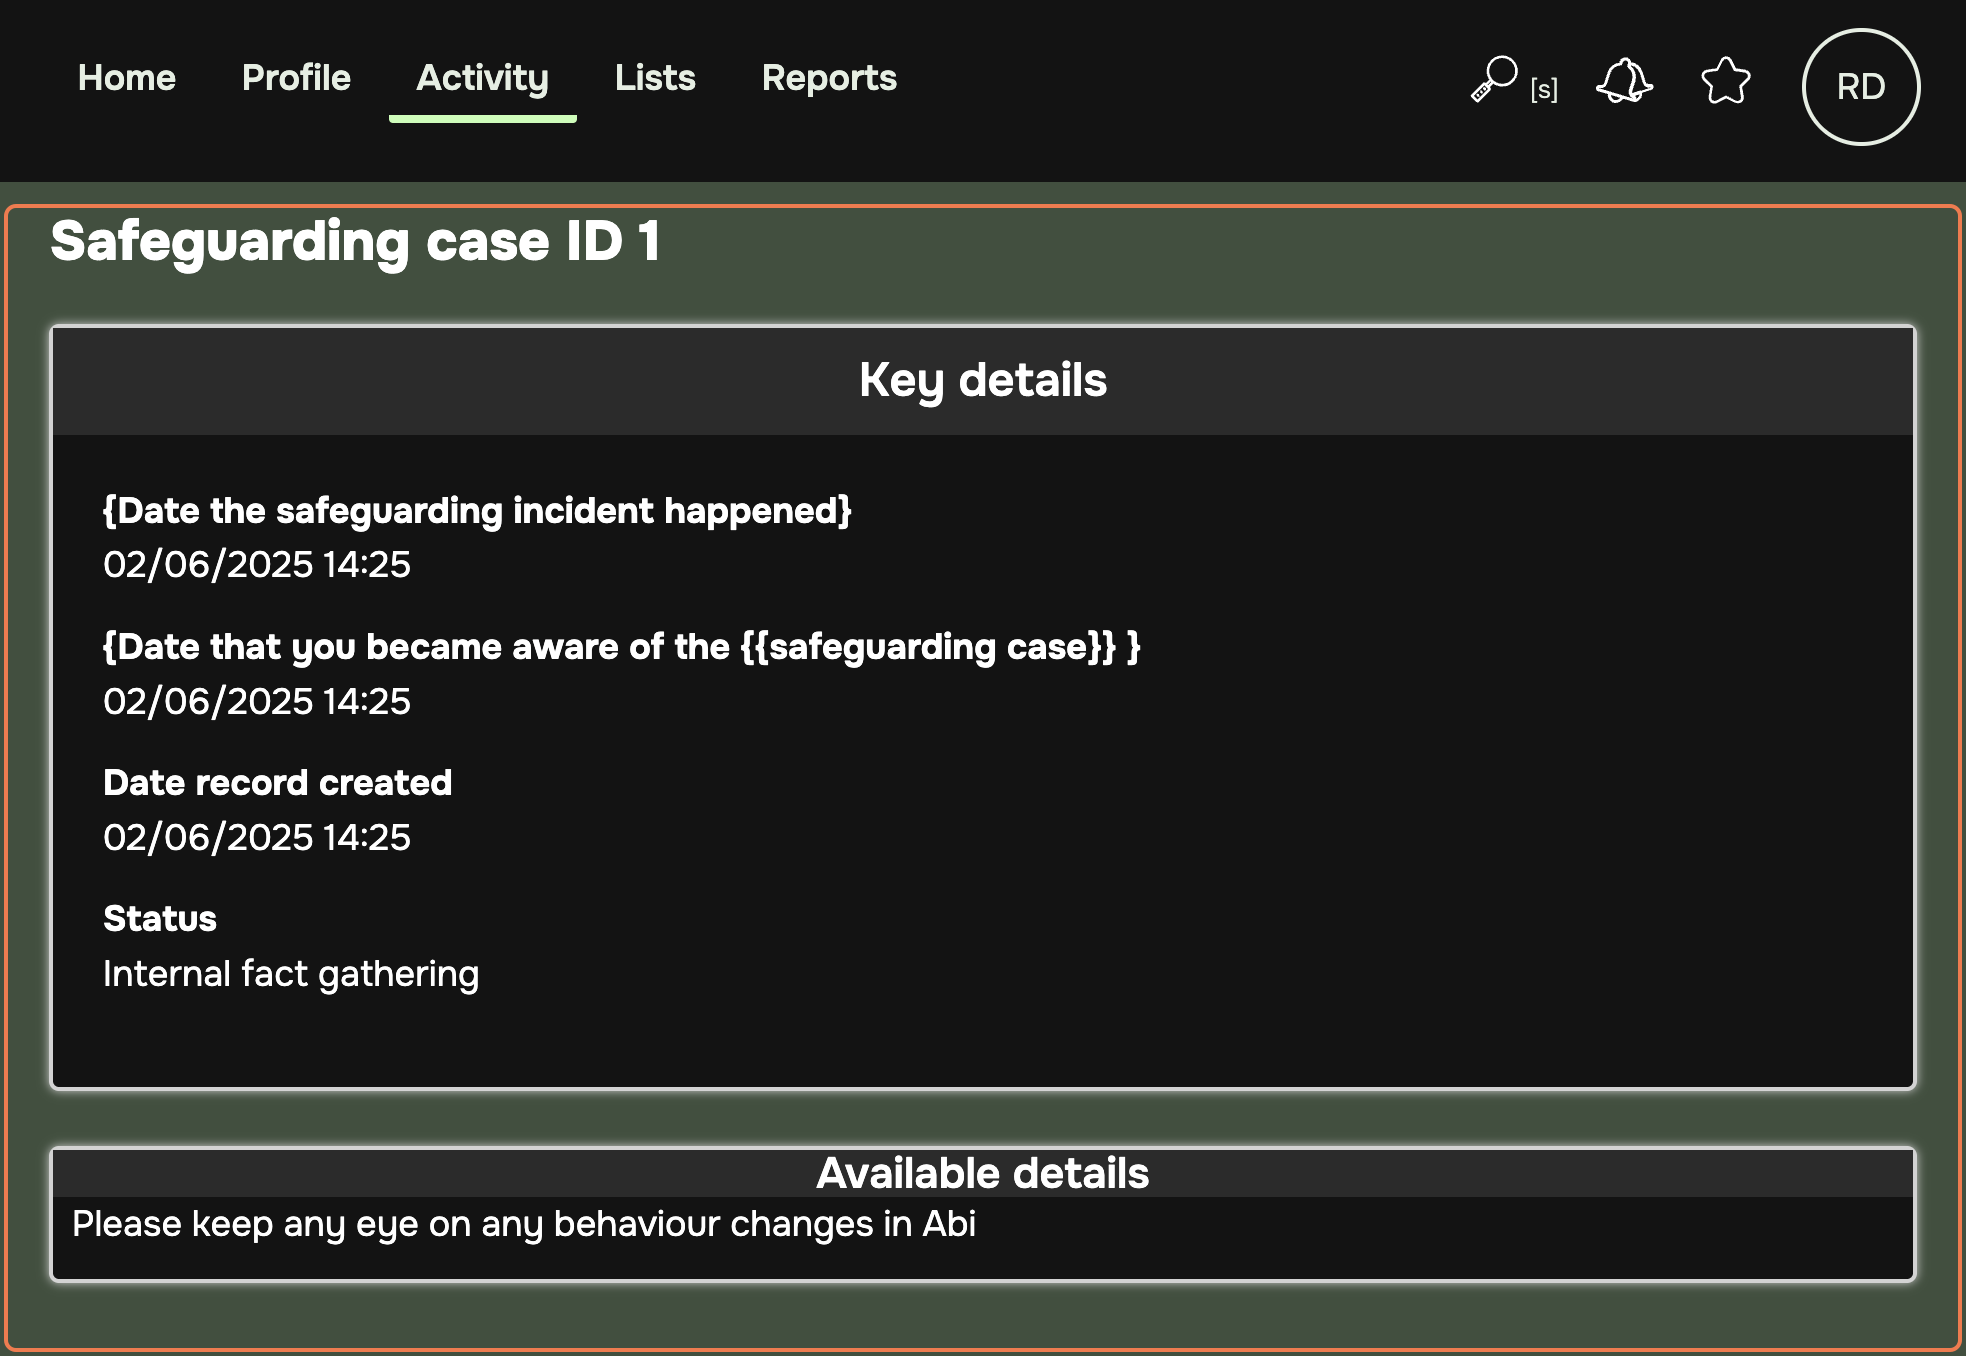 Home Profile Activity Lists Reports [s] RD
Safeguarding case ID 1
Key details
{Date the safeguarding incident happened}
02/06/2025 14:25
{Date that you became aware of the {{safeguarding case}} }
02/06/2025 14:25
Date record created
02/06/2025 14:25
Status
Internal fact gathering
Available details
Please keep any eye on any behaviour changes in Abi